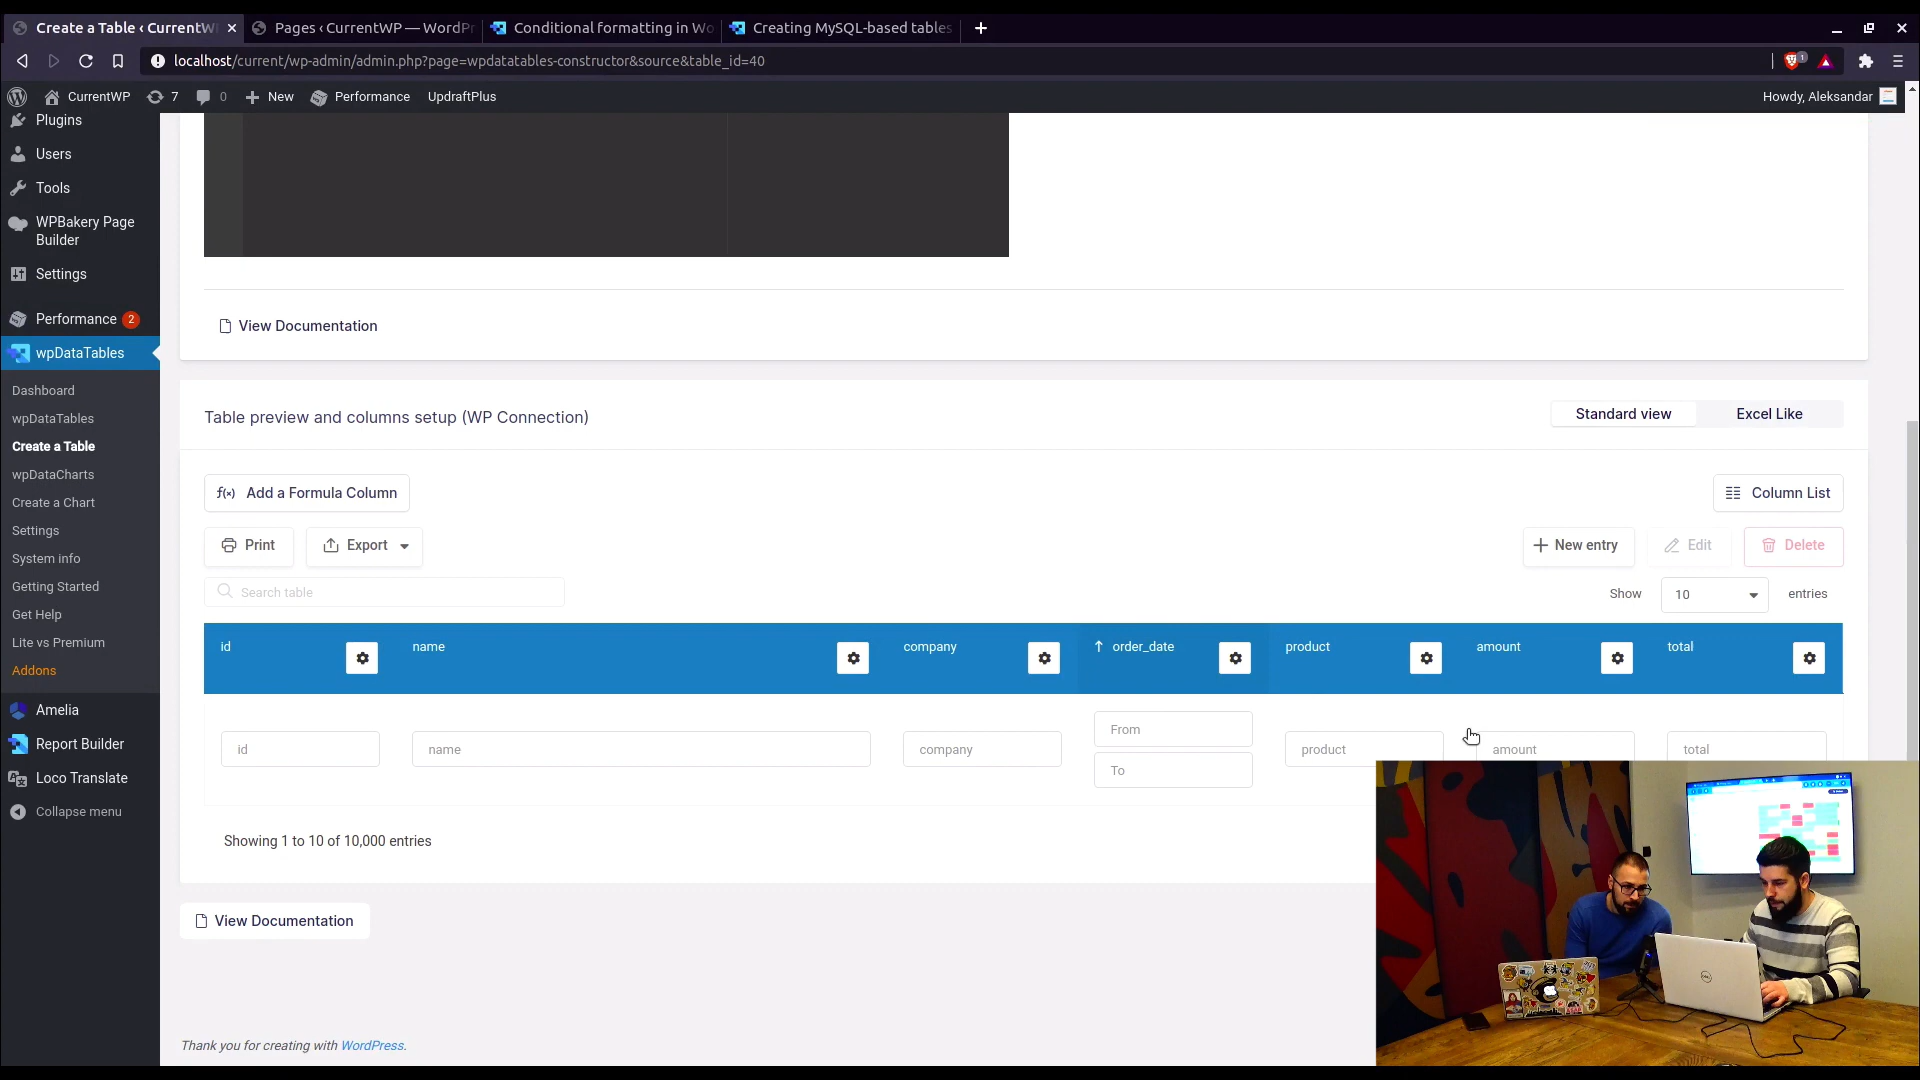 Create a Table ‹ CurrentW
Pages ‹ CurrentWP — WordPr
Conditional formatting in Wo
Creating MySQL-based tables
localhost/current/wp-admin/admin.php?page=wpdatatables-constructor&source&table_id=40
1
CurrentWP
7
0
New
Performance
UpdraftPlus
Howdy, Aleksandar
Plugins
Users
Tools
WPBakery Page
Builder
Settings
Performance 2
wpDataTables
Dashboard
wpDataTables
Create a Table
wpDataCharts
Create a Chart
Settings
System info
Getting Started
Get Help
Lite vs Premium
Addons
Amelia
Report Builder
Loco Translate
Collapse menu
View Documentation
Table preview and columns setup (WP Connection)
Standard view
Excel Like
f(x) Add a Formula Column
Column List
Print
Export
New entry
Edit
Delete
Search table
Show 10 entries
id
name
company
order_date
product
amount
total
id
name
company
From
To
product
amount
total
Showing 1 to 10 of 10,000 entries
View Documentation
Thank you for creating with WordPress.